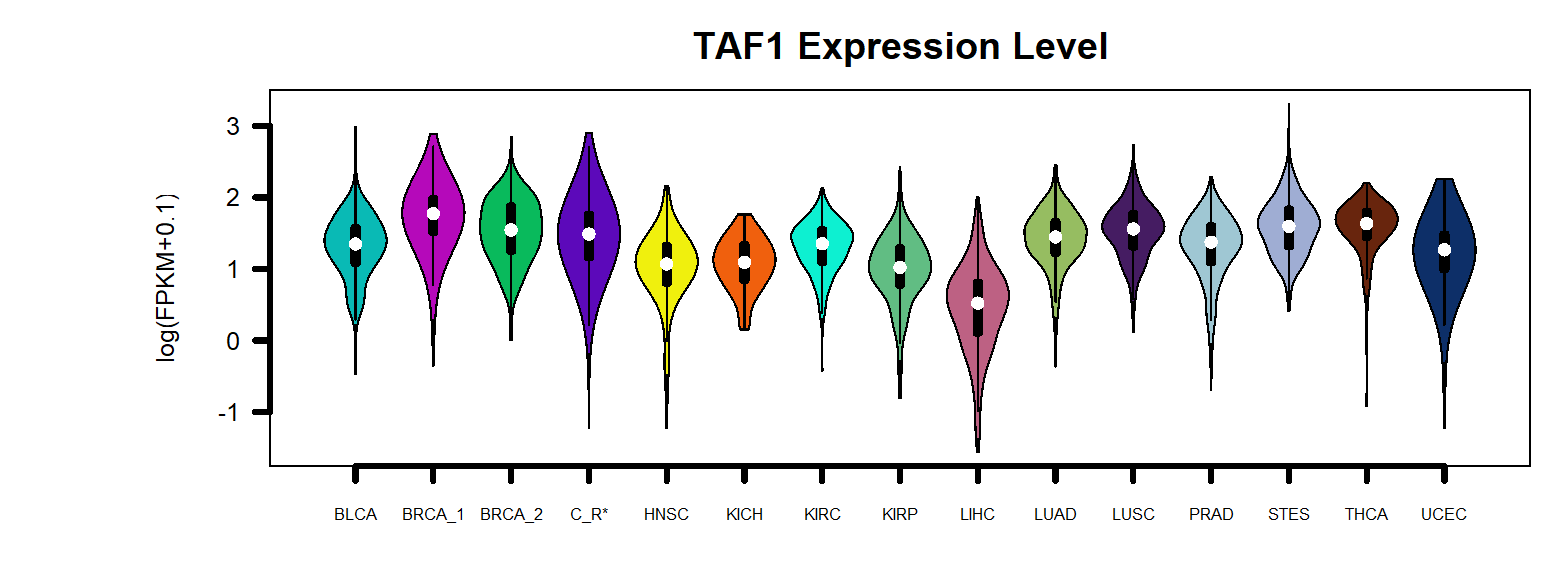 TAF1 Expression Level
log(FPKM+0.1)
3
2
1
0
-1
BLCA BRCA_1 BRCA_2 C_R* HNSC KICH KIRC KIRP LIHC LUAD LUSC PRAD STES THCA UCEC